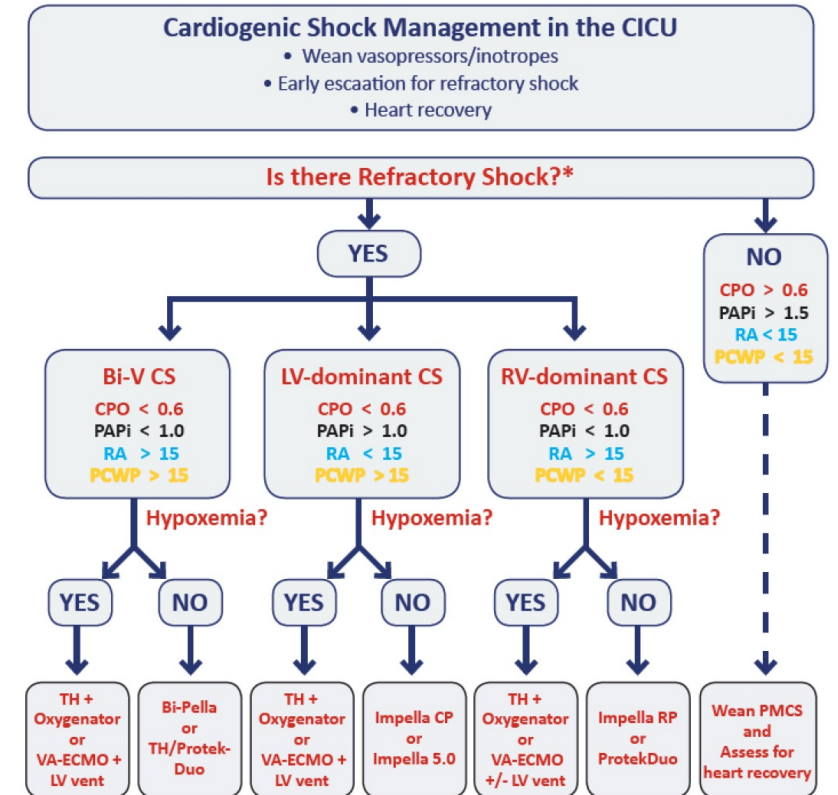 Cardiogenic Shock Management in the CICU
• Wean vasopressors/inotropes
• Early escaation for refractory shock
• Heart recovery
Is there Refractory Shock?*
YES
NO
CPO > 0.6
PAPi > 1.5
RA < 15
PCWP < 15
Bi-V CS
CPO < 0.6
PAPi < 1.0
RA > 15
PCWP > 15
LV-dominant CS
CPO < 0.6
PAPi > 1.0
RA < 15
PCWP > 15
RV-dominant CS
CPO < 0.6
PAPi < 1.0
RA > 15
PCWP < 15
Hypoxemia?
Hypoxemia?
Hypoxemia?
YES
NO
YES
NO
YES
NO
TH +
Oxygenator
or
VA-ECMO +
LV vent
Bi-Pella
or
TH/Protek-
Duo
TH +
Oxygenator
or
VA-ECMO +
LV vent
Impella CP
or
Impella 5.0
TH +
Oxygenator
or
VA-ECMO
+/- LV vent
Impella RP
or
ProtekDuo
Wean PMCS
and
Assess for
heart recovery